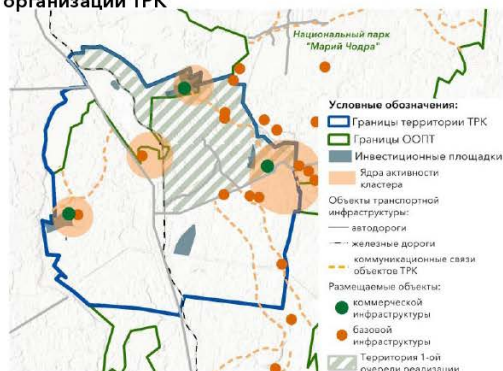 организации ТРК
Национальный парк
"Марий Чодра"
Условные обозначения:
Границы территории ТРК
Границы ООПТ
Инвестиционные площадки
Ядра активности
кластера
Объекты транспортной
инфраструктуры:
автодороги
железные дороги
коммуникационные связи
объектов ТРК
Размещаемые объекты:
коммерческой
инфраструктуры
базовой
инфраструктуры
Территория 1-ой
очереди реализации